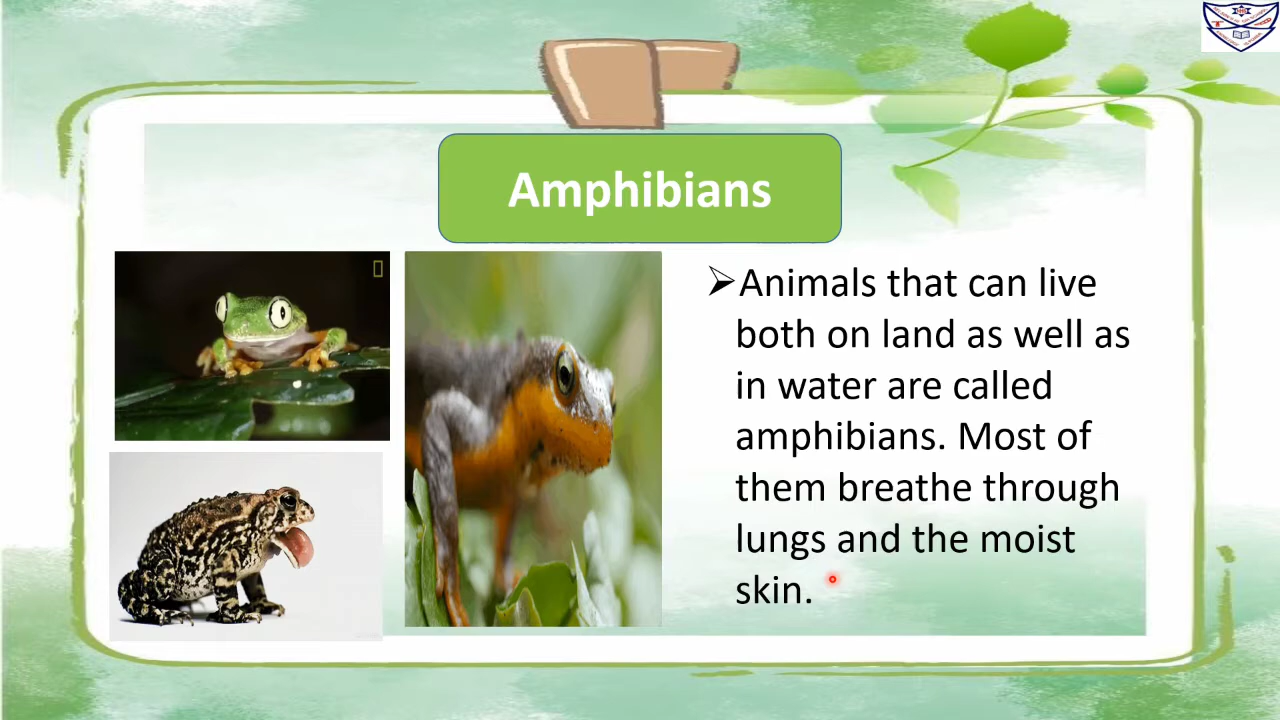 Amphibians
➢Animals that can live
both on land as well as
in water are called
amphibians. Most of
them breathe through
lungs and the moist
skin.